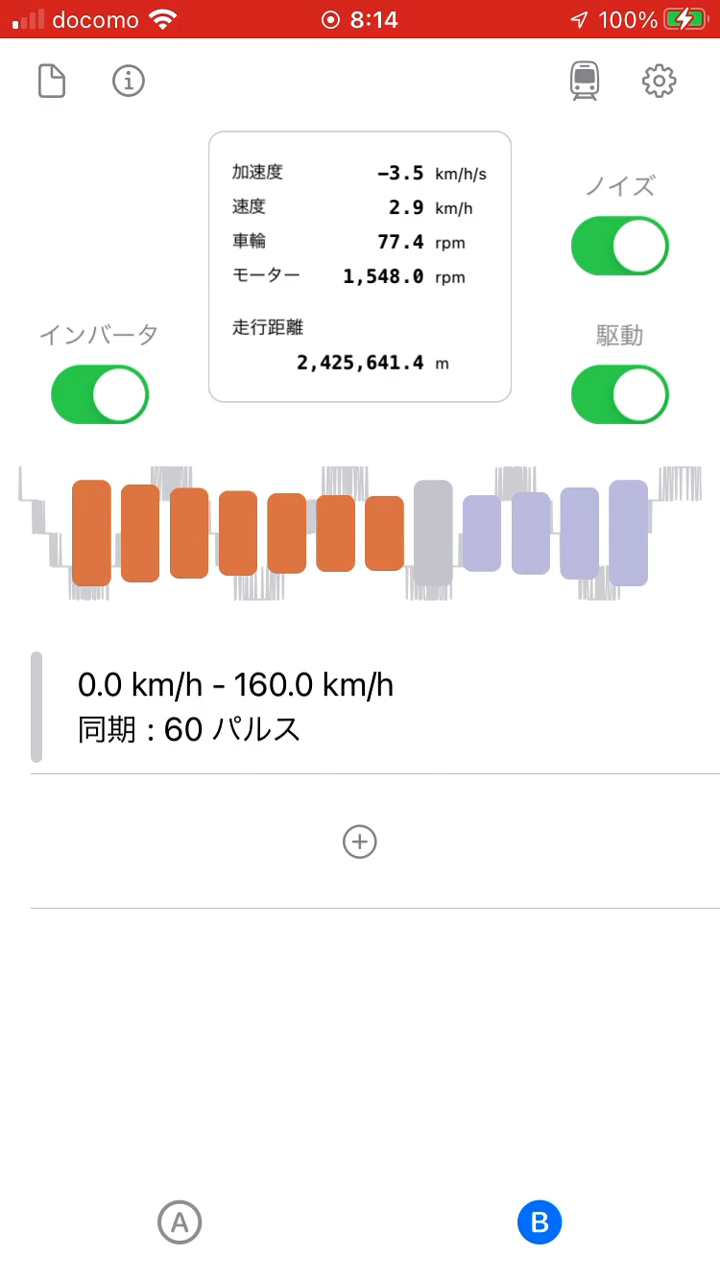 docomo 8:14 100%
加速度 −3.5 km/h/s
速度 2.9 km/h
車輪 77.4 rpm
モーター 1,548.0 rpm
走行距離
2,425,641.4 m
ノイズ
インバータ
駆動
0.0 km/h - 160.0 km/h
同期 : 60 パルス
A B